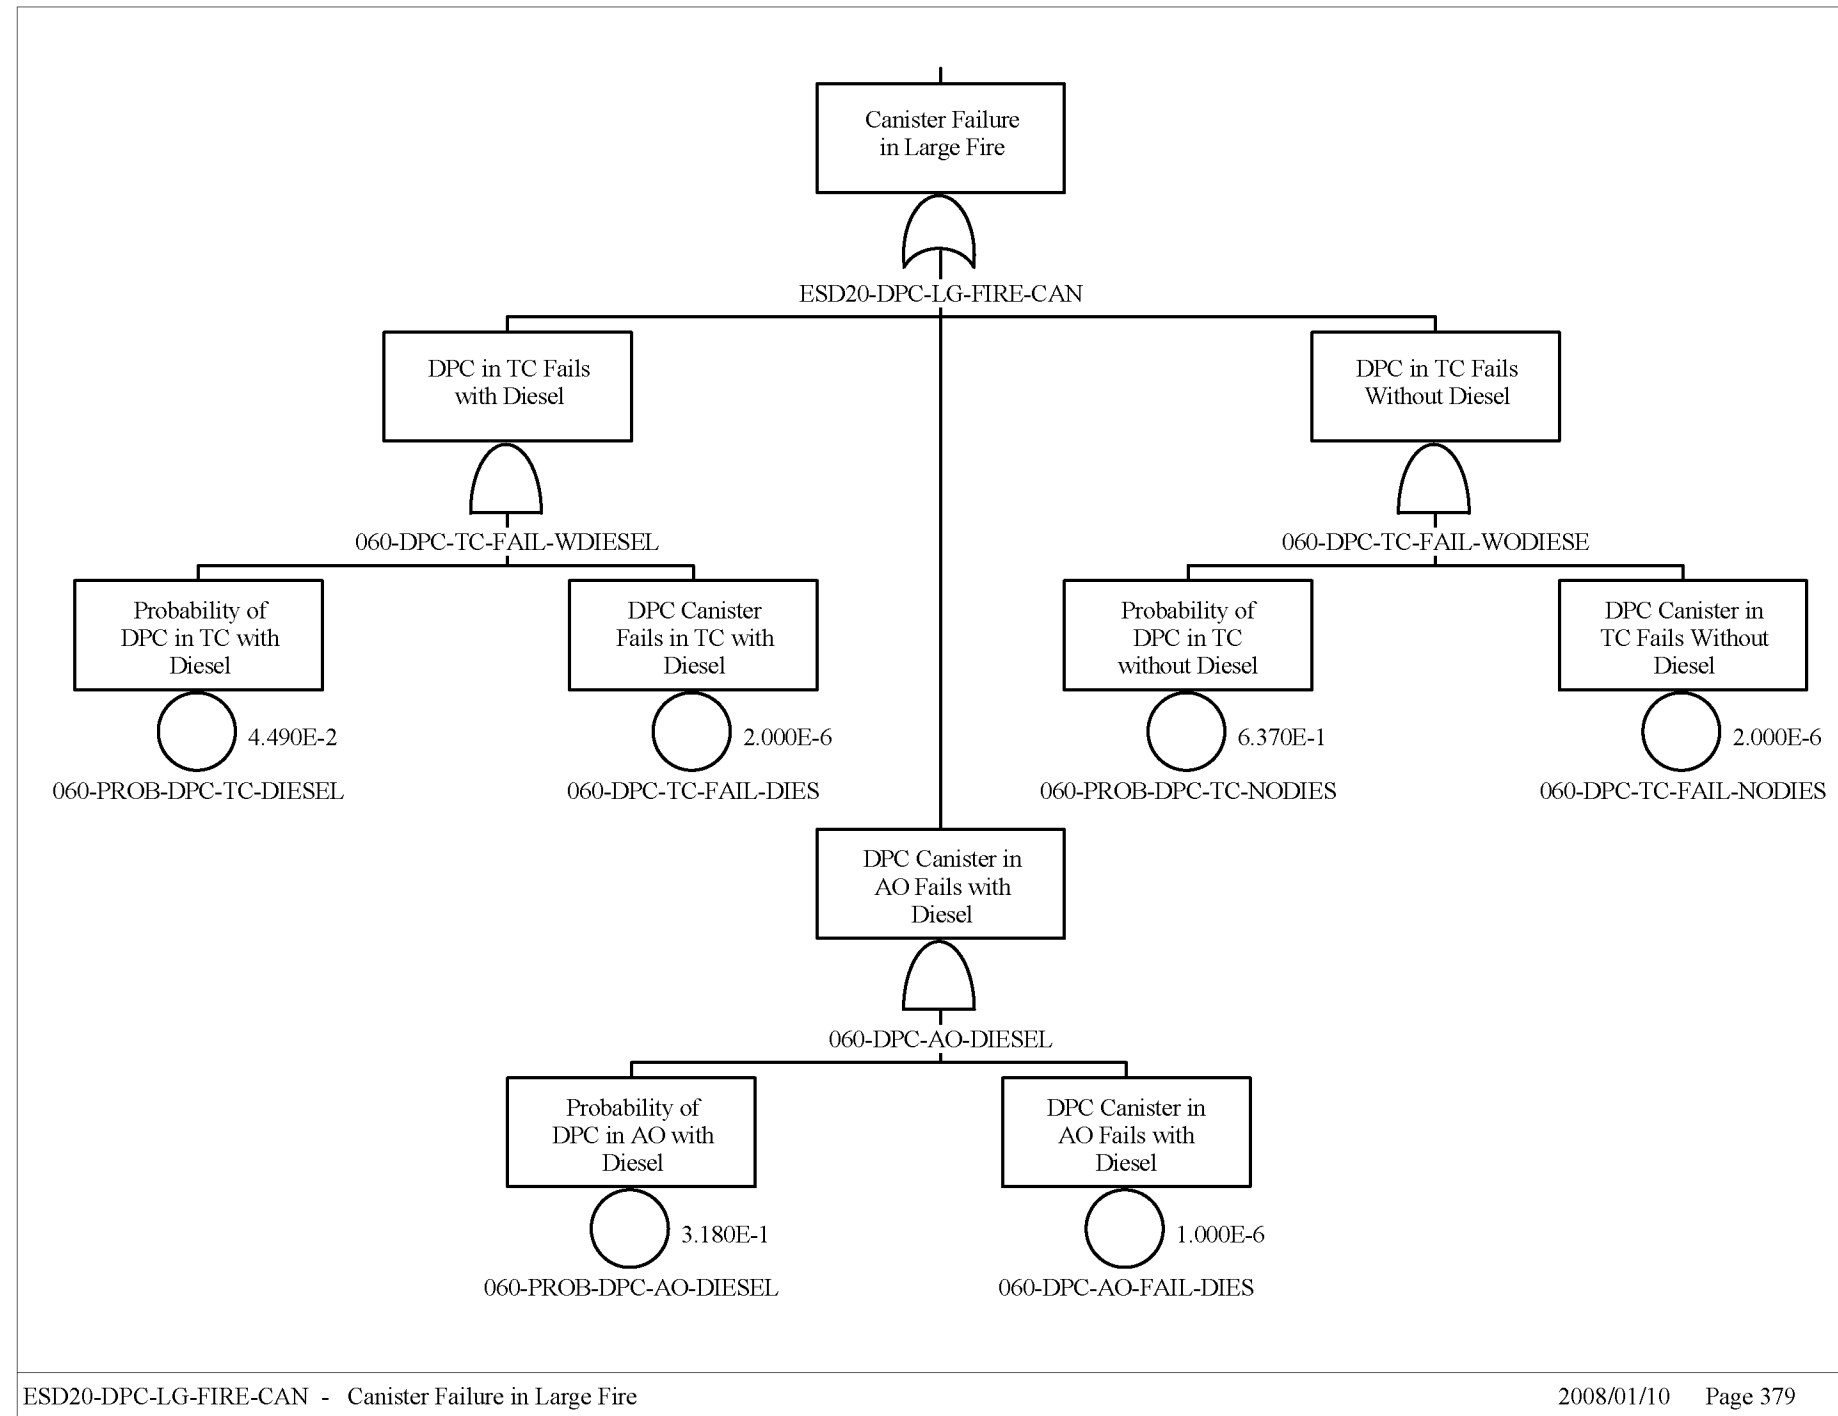 Canister Failure
in Large Fire
ESD20-DPC-LG-FIRE-CAN
DPC in TC Fails
with Diesel
DPC in TC Fails
Without Diesel
060-DPC-TC-FAIL-WDIESEL
060-DPC-TC-FAIL-WODIESE
Probability of
DPC in TC with
Diesel
DPC Canister
Fails in TC with
Diesel
Probability of
DPC in TC
without Diesel
DPC Canister in
TC Fails Without
Diesel
4.490E-2
2.000E-6
6.370E-1
2.000E-6
060-PROB-DPC-TC-DIESEL
060-DPC-TC-FAIL-DIES
060-PROB-DPC-TC-NODIES
060-DPC-TC-FAIL-NODIES
DPC Canister in
AO Fails with
Diesel
060-DPC-AO-DIESEL
Probability of
DPC in AO with
Diesel
DPC Canister in
AO Fails with
Diesel
3.180E-1
1.000E-6
060-PROB-DPC-AO-DIESEL
060-DPC-AO-FAIL-DIES
ESD20-DPC-LG-FIRE-CAN - Canister Failure in Large Fire
2008/01/10 Page 379